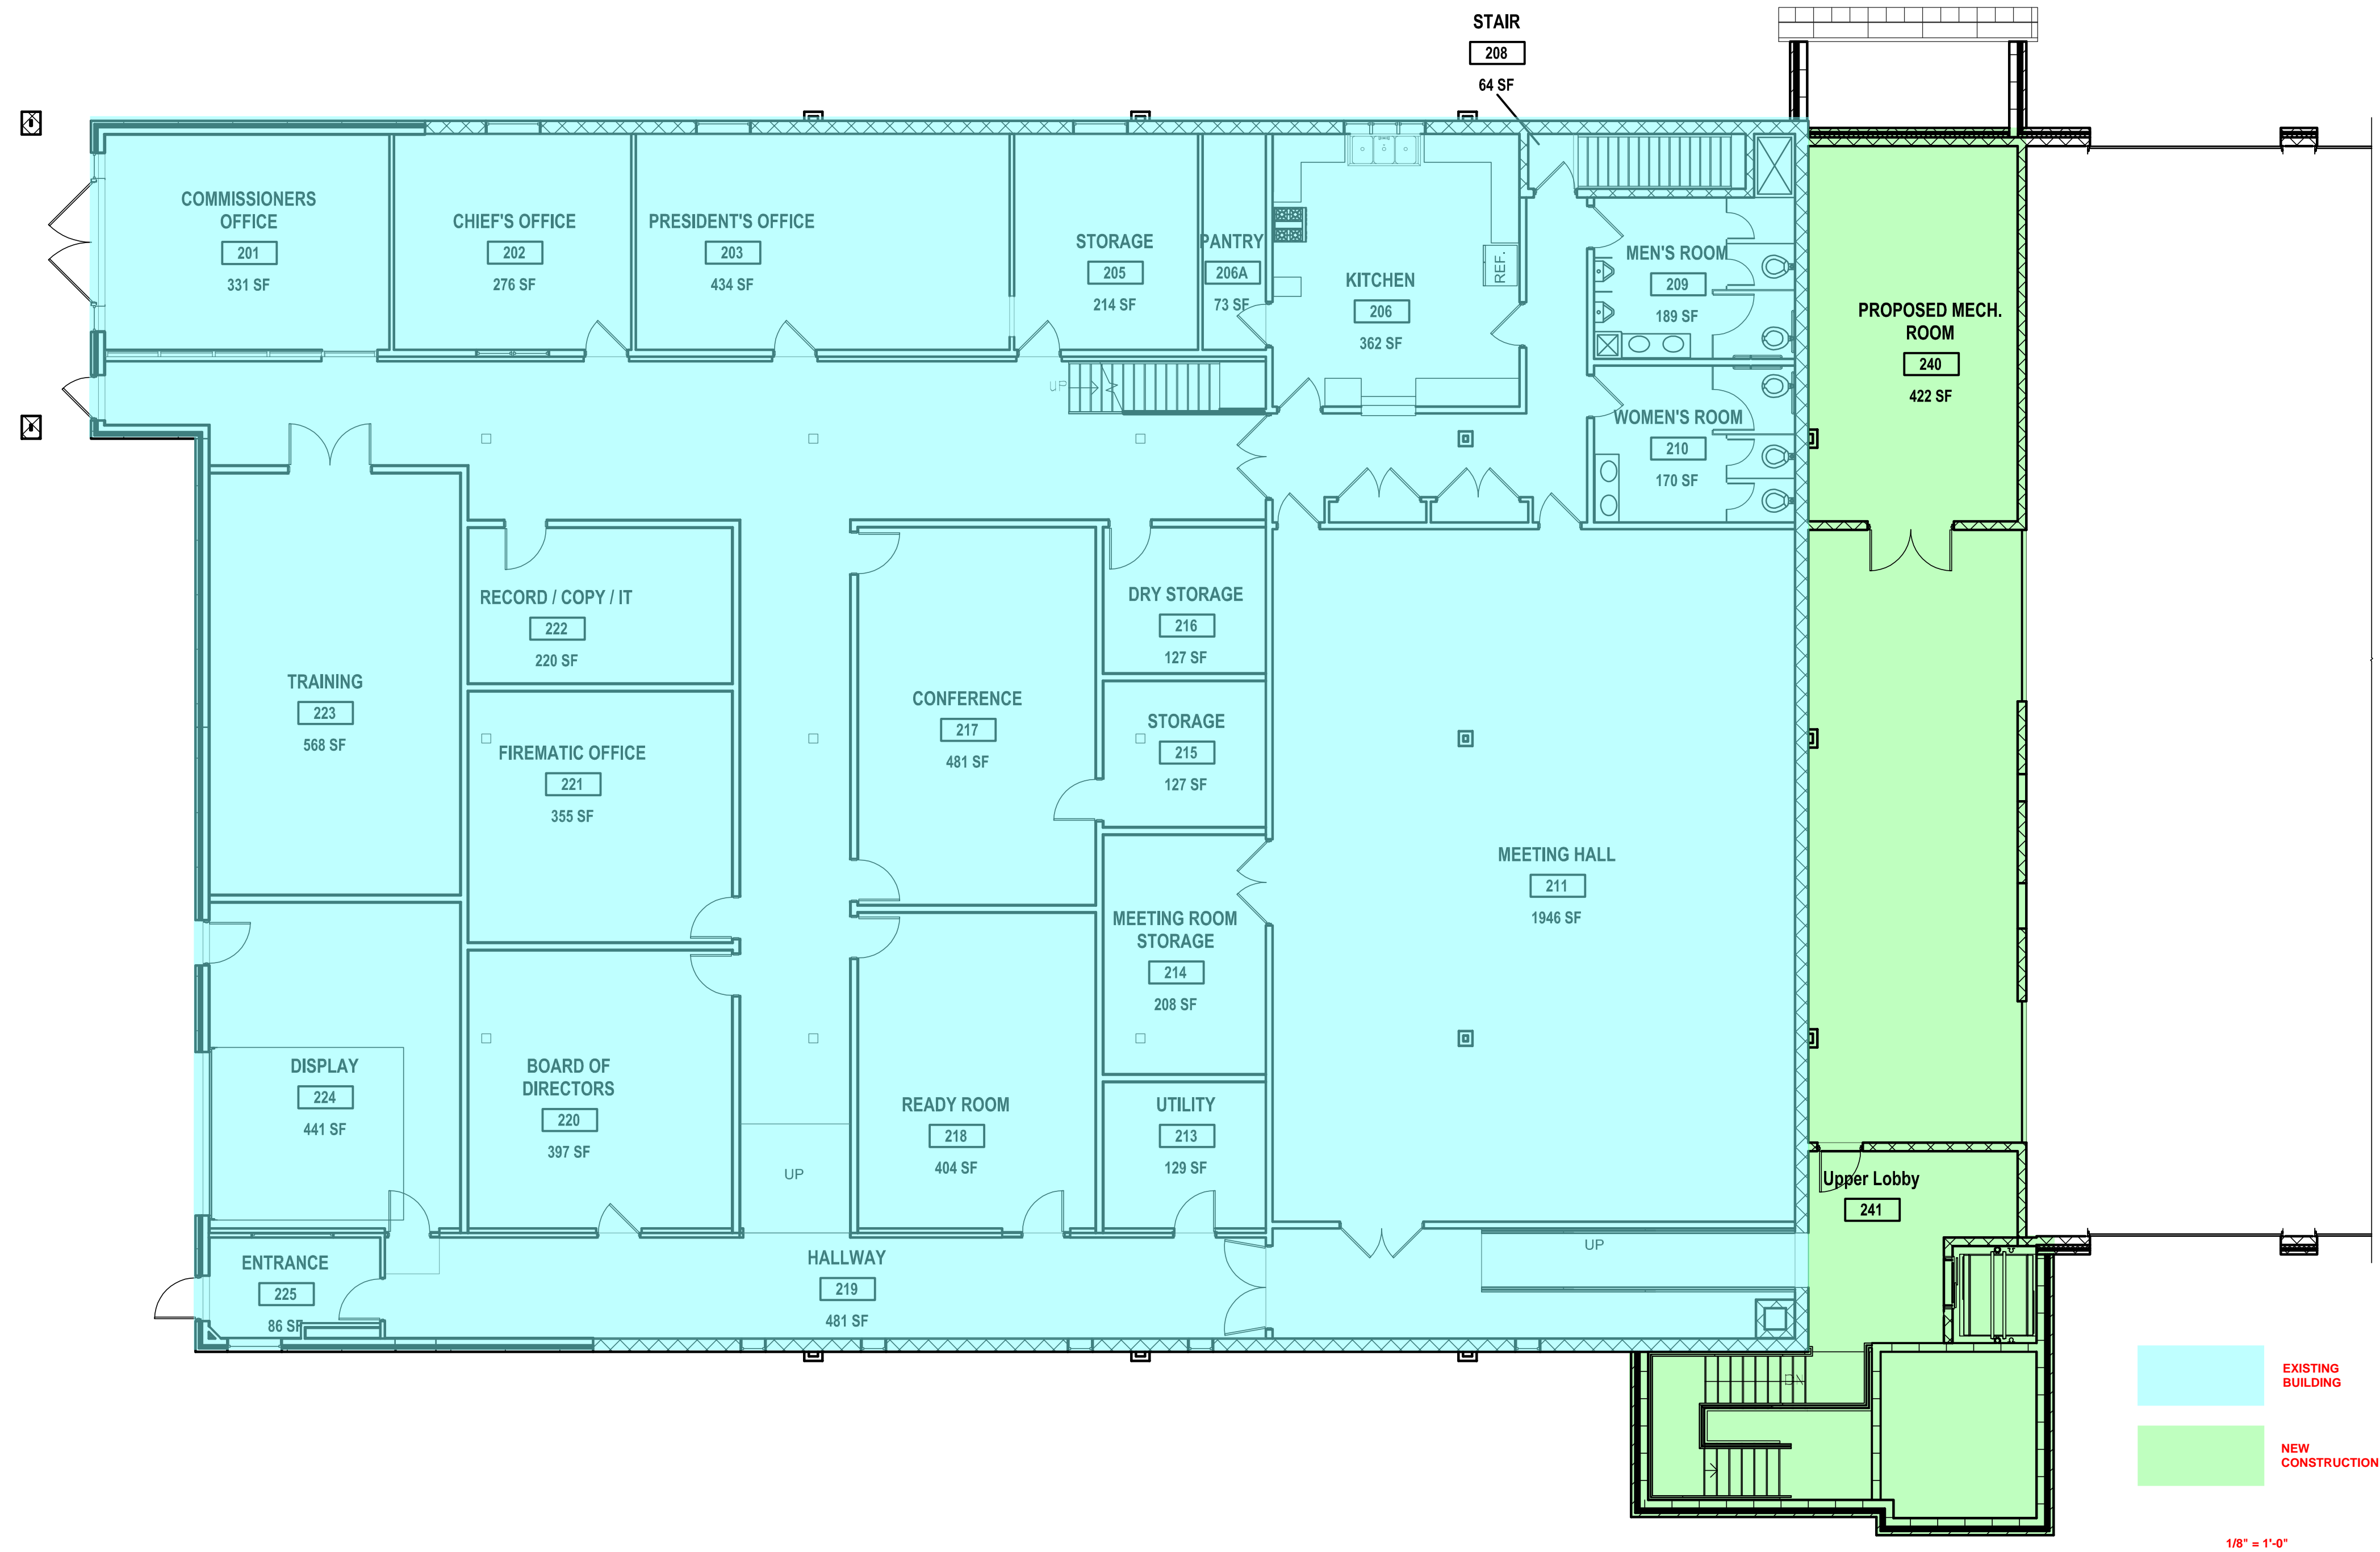 STAIR
208
64 SF
COMMISSIONERS
OFFICE
201
331 SF
CHIEF'S OFFICE
202
276 SF
PRESIDENT'S OFFICE
203
434 SF
STORAGE
205
214 SF
PANTRY
206A
73 SF
KITCHEN
206
362 SF
REF.
MEN'S ROOM
209
189 SF
PROPOSED MECH.
ROOM
240
422 SF
UP
WOMEN'S ROOM
210
170 SF
RECORD / COPY / IT
222
220 SF
DRY STORAGE
216
127 SF
TRAINING
223
568 SF
CONFERENCE
217
481 SF
STORAGE
215
127 SF
FIREMATIC OFFICE
221
355 SF
MEETING HALL
211
1946 SF
MEETING ROOM
STORAGE
214
208 SF
DISPLAY
224
441 SF
BOARD OF
DIRECTORS
220
397 SF
READY ROOM
218
404 SF
UTILITY
213
129 SF
UP
Upper Lobby
241
ENTRANCE
225
86 SF
HALLWAY
219
481 SF
UP
DN
EXISTING
BUILDING
NEW
CONSTRUCTION
1/8" = 1'-0"